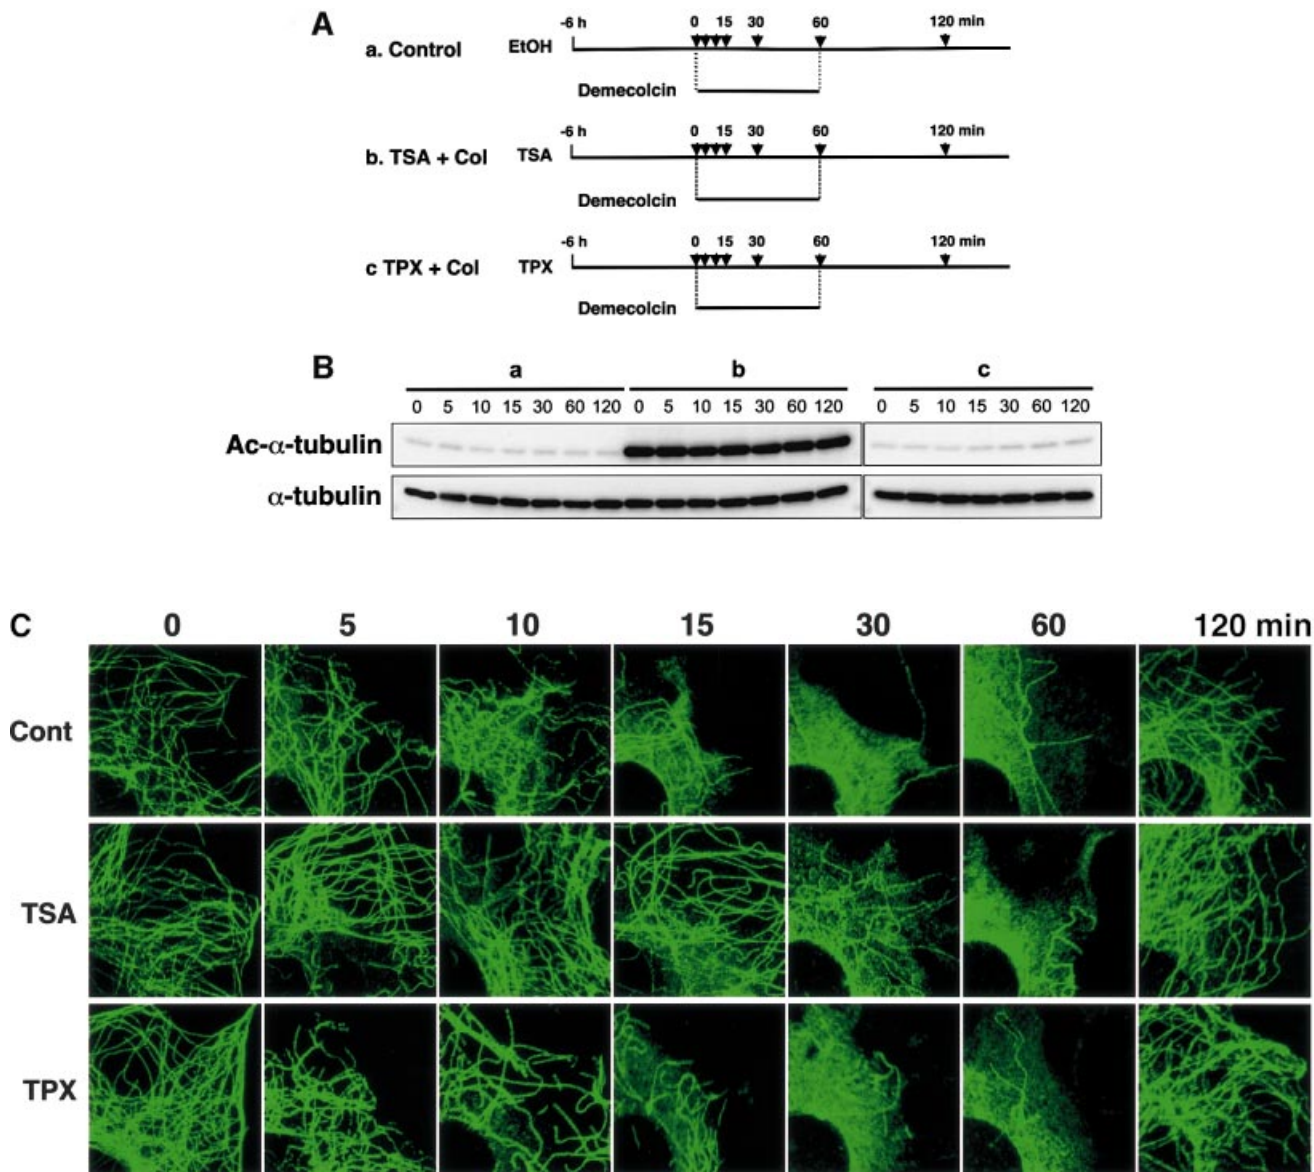 A
-6 h 0 15 30 60 120 min
a. Control EtOH
Demecolcin
-6 h 0 15 30 60 120 min
b. TSA + Col TSA
Demecolcin
-6 h 0 15 30 60 120 min
c TPX + Col TPX
Demecolcin
B
a b c
0 5 10 15 30 60 120 0 5 10 15 30 60 120 0 5 10 15 30 60 120
Ac-α-tubulin
α-tubulin
C 0 5 10 15 30 60 120 min
Cont
TSA
TPX